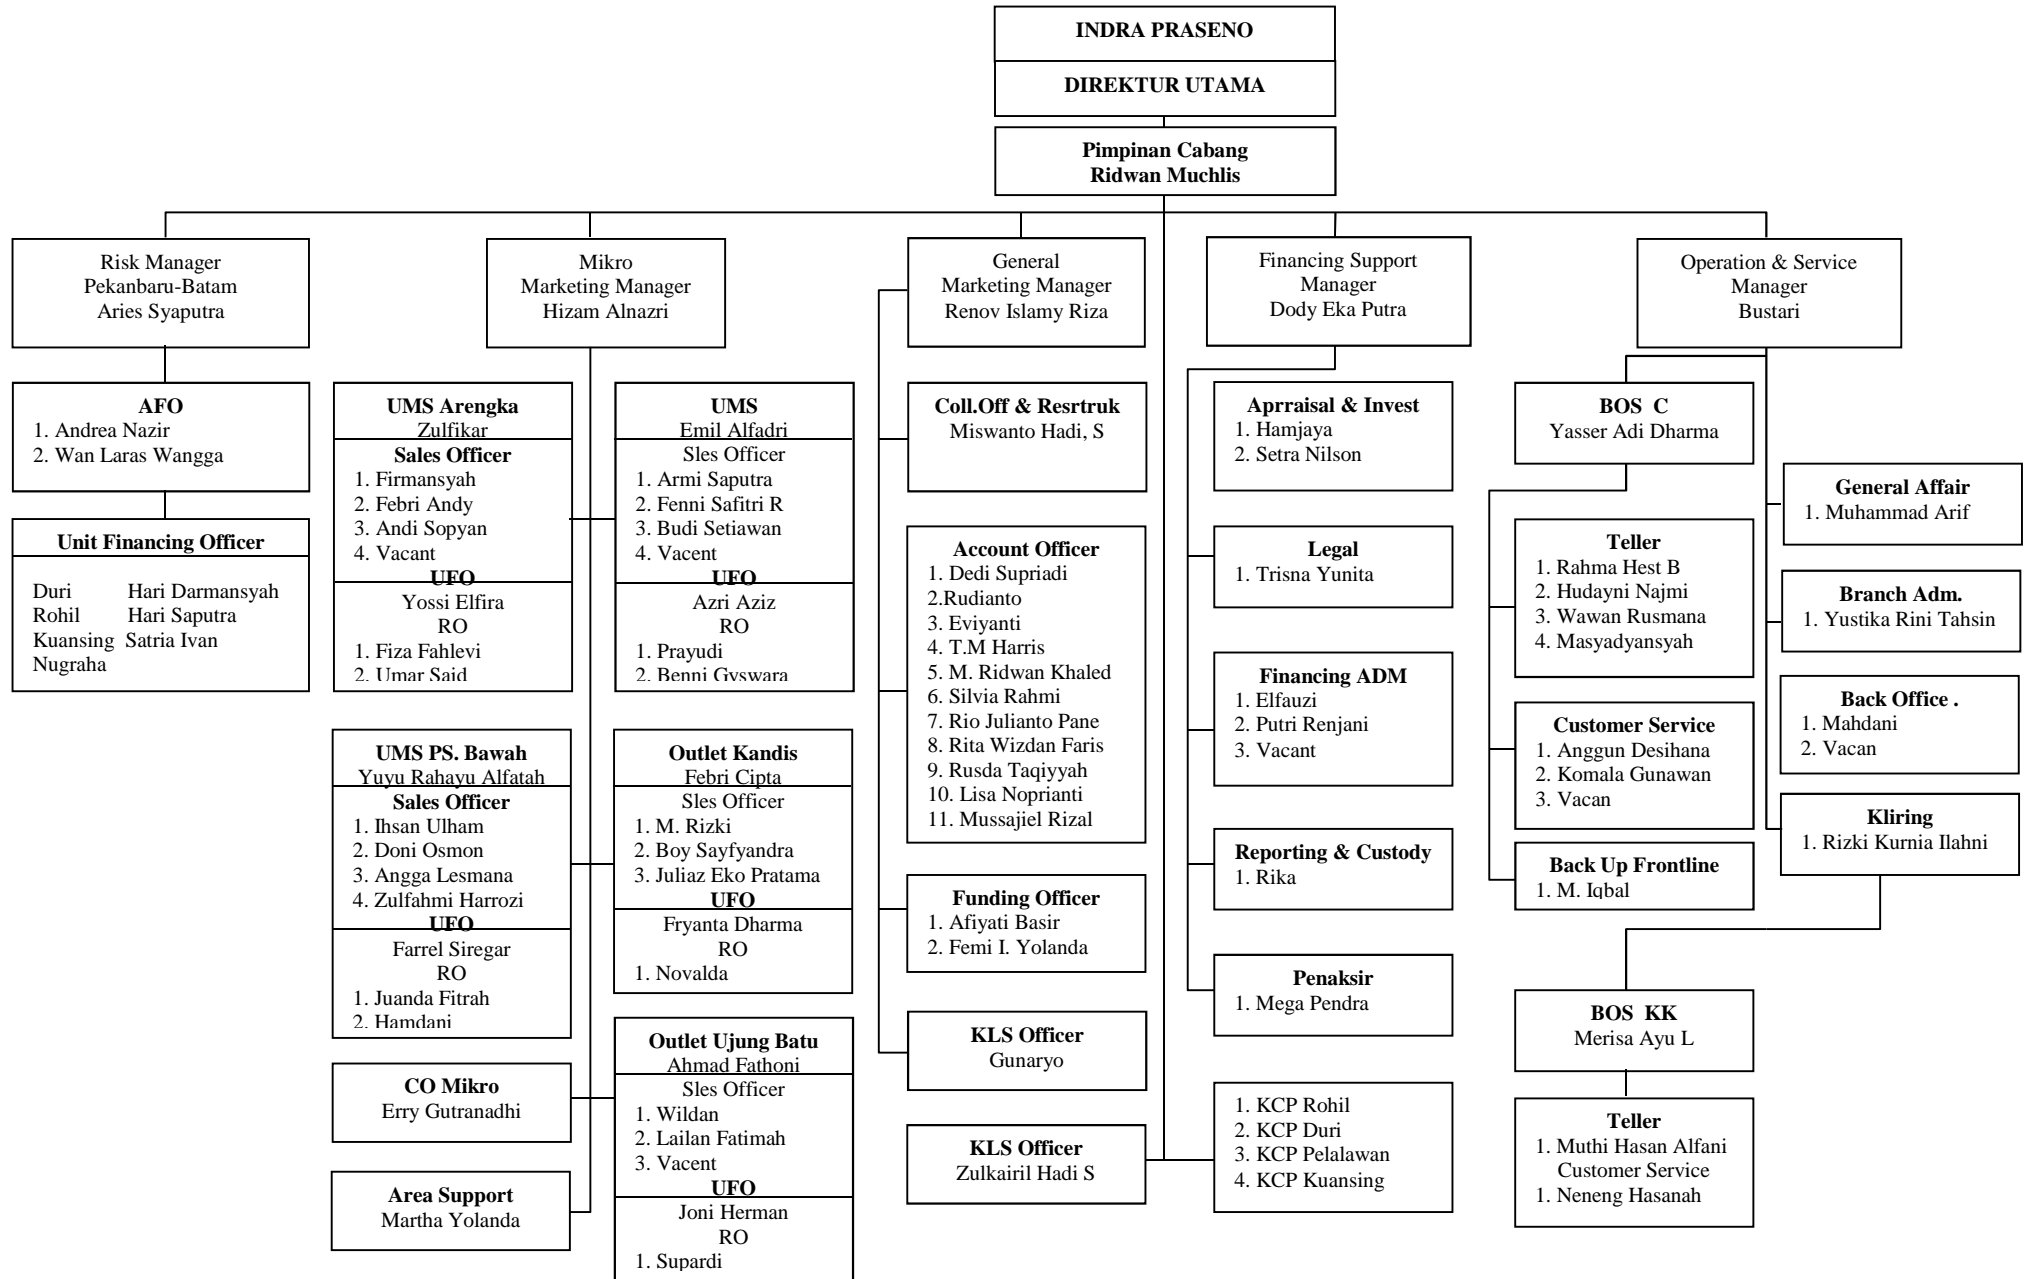 INDRA PRASENO
DIREKTUR UTAMA
Pimpinan Cabang
Ridwan Muchlis
Risk Manager
Pekanbaru-Batam
Aries Syaputra
Mikro
Marketing Manager
Hizam Alnazri
General
Marketing Manager
Renov Islamy Riza
Financing Support
Manager
Dody Eka Putra
Operation & Service
Manager
Bustari
AFO
1. Andrea Nazir
2. Wan Laras Wangga
Unit Financing Officer
Duri Hari Darmansyah
Rohil Hari Saputra
Kuansing Satria Ivan
Nugraha
UMS Arengka
Zulfikar
Sales Officer
1. Firmansyah
2. Febri Andy
3. Andi Sopyan
4. Vacant
UFO
Yossi Elfira
RO
1. Fiza Fahlevi
2. Umar Said
UMS
Emil Alfadri
Sles Officer
1. Armi Saputra
2. Fenni Safitri R
3. Budi Setiawan
4. Vacent
UFO
Azri Aziz
RO
1. Prayudi
2. Benni Gyswara
UMS PS. Bawah
Yuyu Rahayu Alfatah
Sales Officer
1. Ihsan Ulham
2. Doni Osmon
3. Angga Lesmana
4. Zulfahmi Harrozi
UFO
Farrel Siregar
RO
1. Juanda Fitrah
2. Hamdani
Outlet Kandis
Febri Cipta
Sles Officer
1. M. Rizki
2. Boy Sayfyandra
3. Juliaz Eko Pratama
UFO
Fryanta Dharma
RO
1. Novalda
CO Mikro
Erry Gutranadhi
Area Support
Martha Yolanda
Outlet Ujung Batu
Ahmad Fathoni
Sles Officer
1. Wildan
2. Lailan Fatimah
3. Vacent
UFO
Joni Herman
RO
1. Supardi
Coll.Off & Resrtruk
Miswanto Hadi, S
Account Officer
1. Dedi Supriadi
2.Rudianto
3. Eviyanti
4. T.M Harris
5. M. Ridwan Khaled
6. Silvia Rahmi
7. Rio Julianto Pane
8. Rita Wizdan Faris
9. Rusda Taqiyyah
10. Lisa Noprianti
11. Mussajiel Rizal
Funding Officer
1. Afiyati Basir
2. Femi I. Yolanda
KLS Officer
Gunaryo
KLS Officer
Zulkairil Hadi S
Aprraisal & Invest
1. Hamjaya
2. Setra Nilson
Legal
1. Trisna Yunita
Financing ADM
1. Elfauzi
2. Putri Renjani
3. Vacant
Reporting & Custody
1. Rika
Penaksir
1. Mega Pendra
1. KCP Rohil
2. KCP Duri
3. KCP Pelalawan
4. KCP Kuansing
BOS C
Yasser Adi Dharma
Teller
1. Rahma Hest B
2. Hudayni Najmi
3. Wawan Rusmana
4. Masyadyansyah
Customer Service
1. Anggun Desihana
2. Komala Gunawan
3. Vacan
Back Up Frontline
1. M. Iqbal
General Affair
1. Muhammad Arif
Branch Adm.
1. Yustika Rini Tahsin
Back Office .
1. Mahdani
2. Vacan
Kliring
1. Rizki Kurnia Ilahni
BOS KK
Merisa Ayu L
Teller
1. Muthi Hasan Alfani
Customer Service
1. Neneng Hasanah